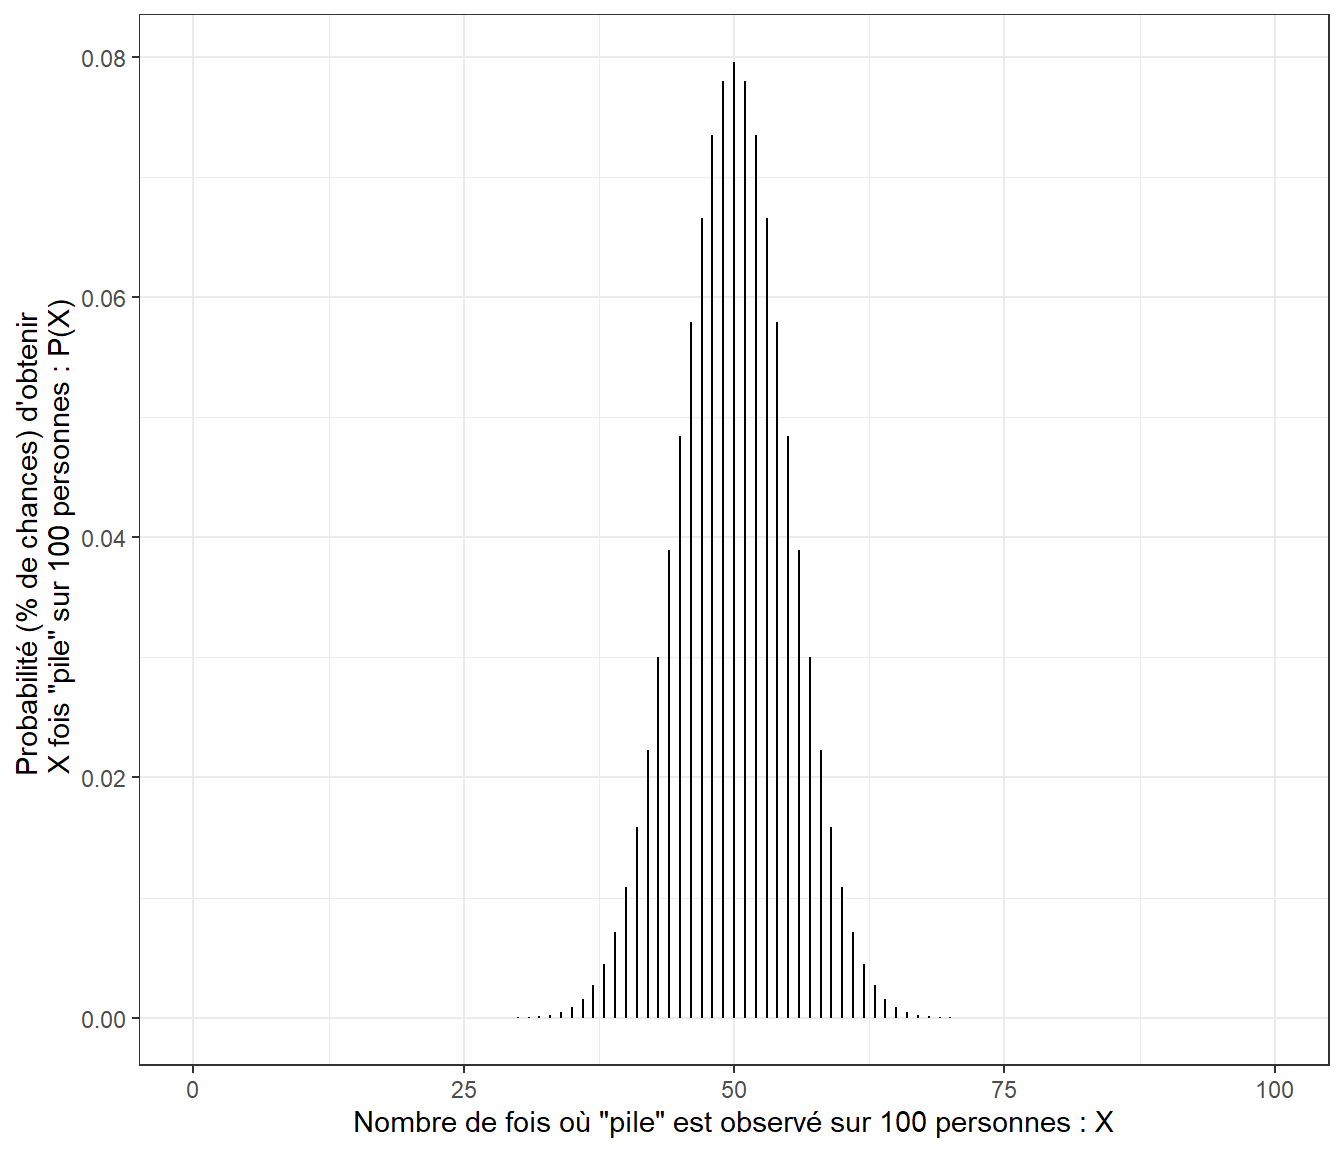 Probabilité (% de chances) d'obtenir
X fois "pile" sur 100 personnes : P(X)
0.08
0.06
0.04
0.02
0.00
0 25 50 75 100
Nombre de fois où "pile" est observé sur 100 personnes : X